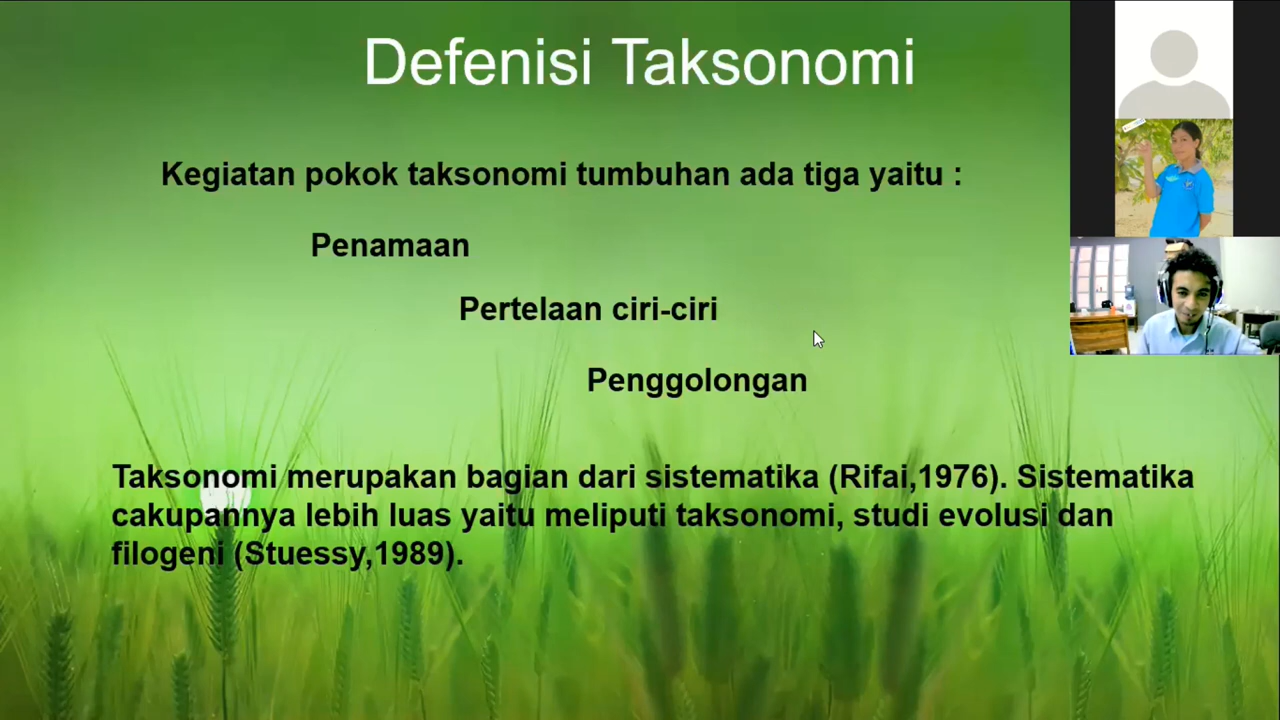 Defenisi Taksonomi
Kegiatan pokok taksonomi tumbuhan ada tiga yaitu :
Penamaan
Pertelaan ciri-ciri
Penggolongan
Taksonomi merupakan bagian dari sistematika (Rifai,1976). Sistematika
cakupannya lebih luas yaitu meliputi taksonomi, studi evolusi dan
filogeni (Stuessy,1989).